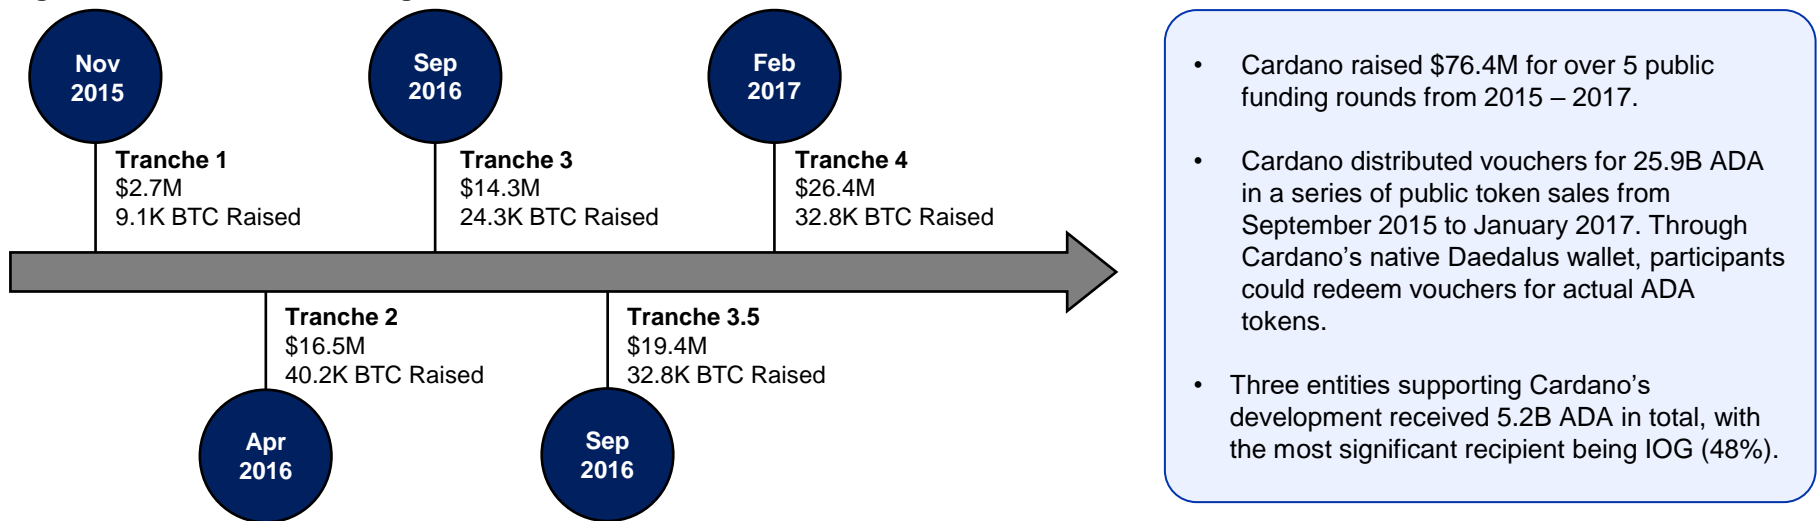 Nov
2015
Tranche 1
$2.7M
9.1K BTC Raised
Tranche 2
$16.5M
40.2K BTC Raised
Apr
2016
Sep
2016
Tranche 3
$14.3M
24.3K BTC Raised
Tranche 3.5
$19.4M
32.8K BTC Raised
Sep
2016
Feb
2017
Tranche 4
$26.4M
32.8K BTC Raised
• Cardano raised $76.4M for over 5 public
funding rounds from 2015 – 2017.
• Cardano distributed vouchers for 25.9B ADA
in a series of public token sales from
September 2015 to January 2017. Through
Cardano’s native Daedalus wallet, participants
could redeem vouchers for actual ADA
tokens.
• Three entities supporting Cardano’s
development received 5.2B ADA in total, with
the most significant recipient being IOG (48%).